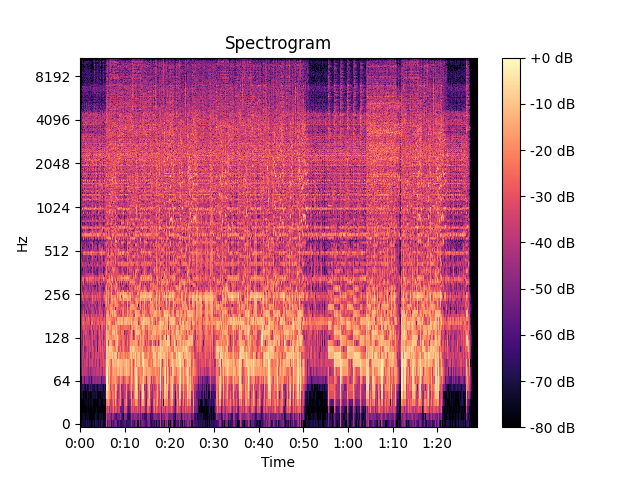 Spectrogram
8192
4096
2048
1024
512
256
128
64
0
Hz
0:00 0:10 0:20 0:30 0:40 0:50 1:00 1:10 1:20
Time
+0 dB
-10 dB
-20 dB
-30 dB
-40 dB
-50 dB
-60 dB
-70 dB
-80 dB